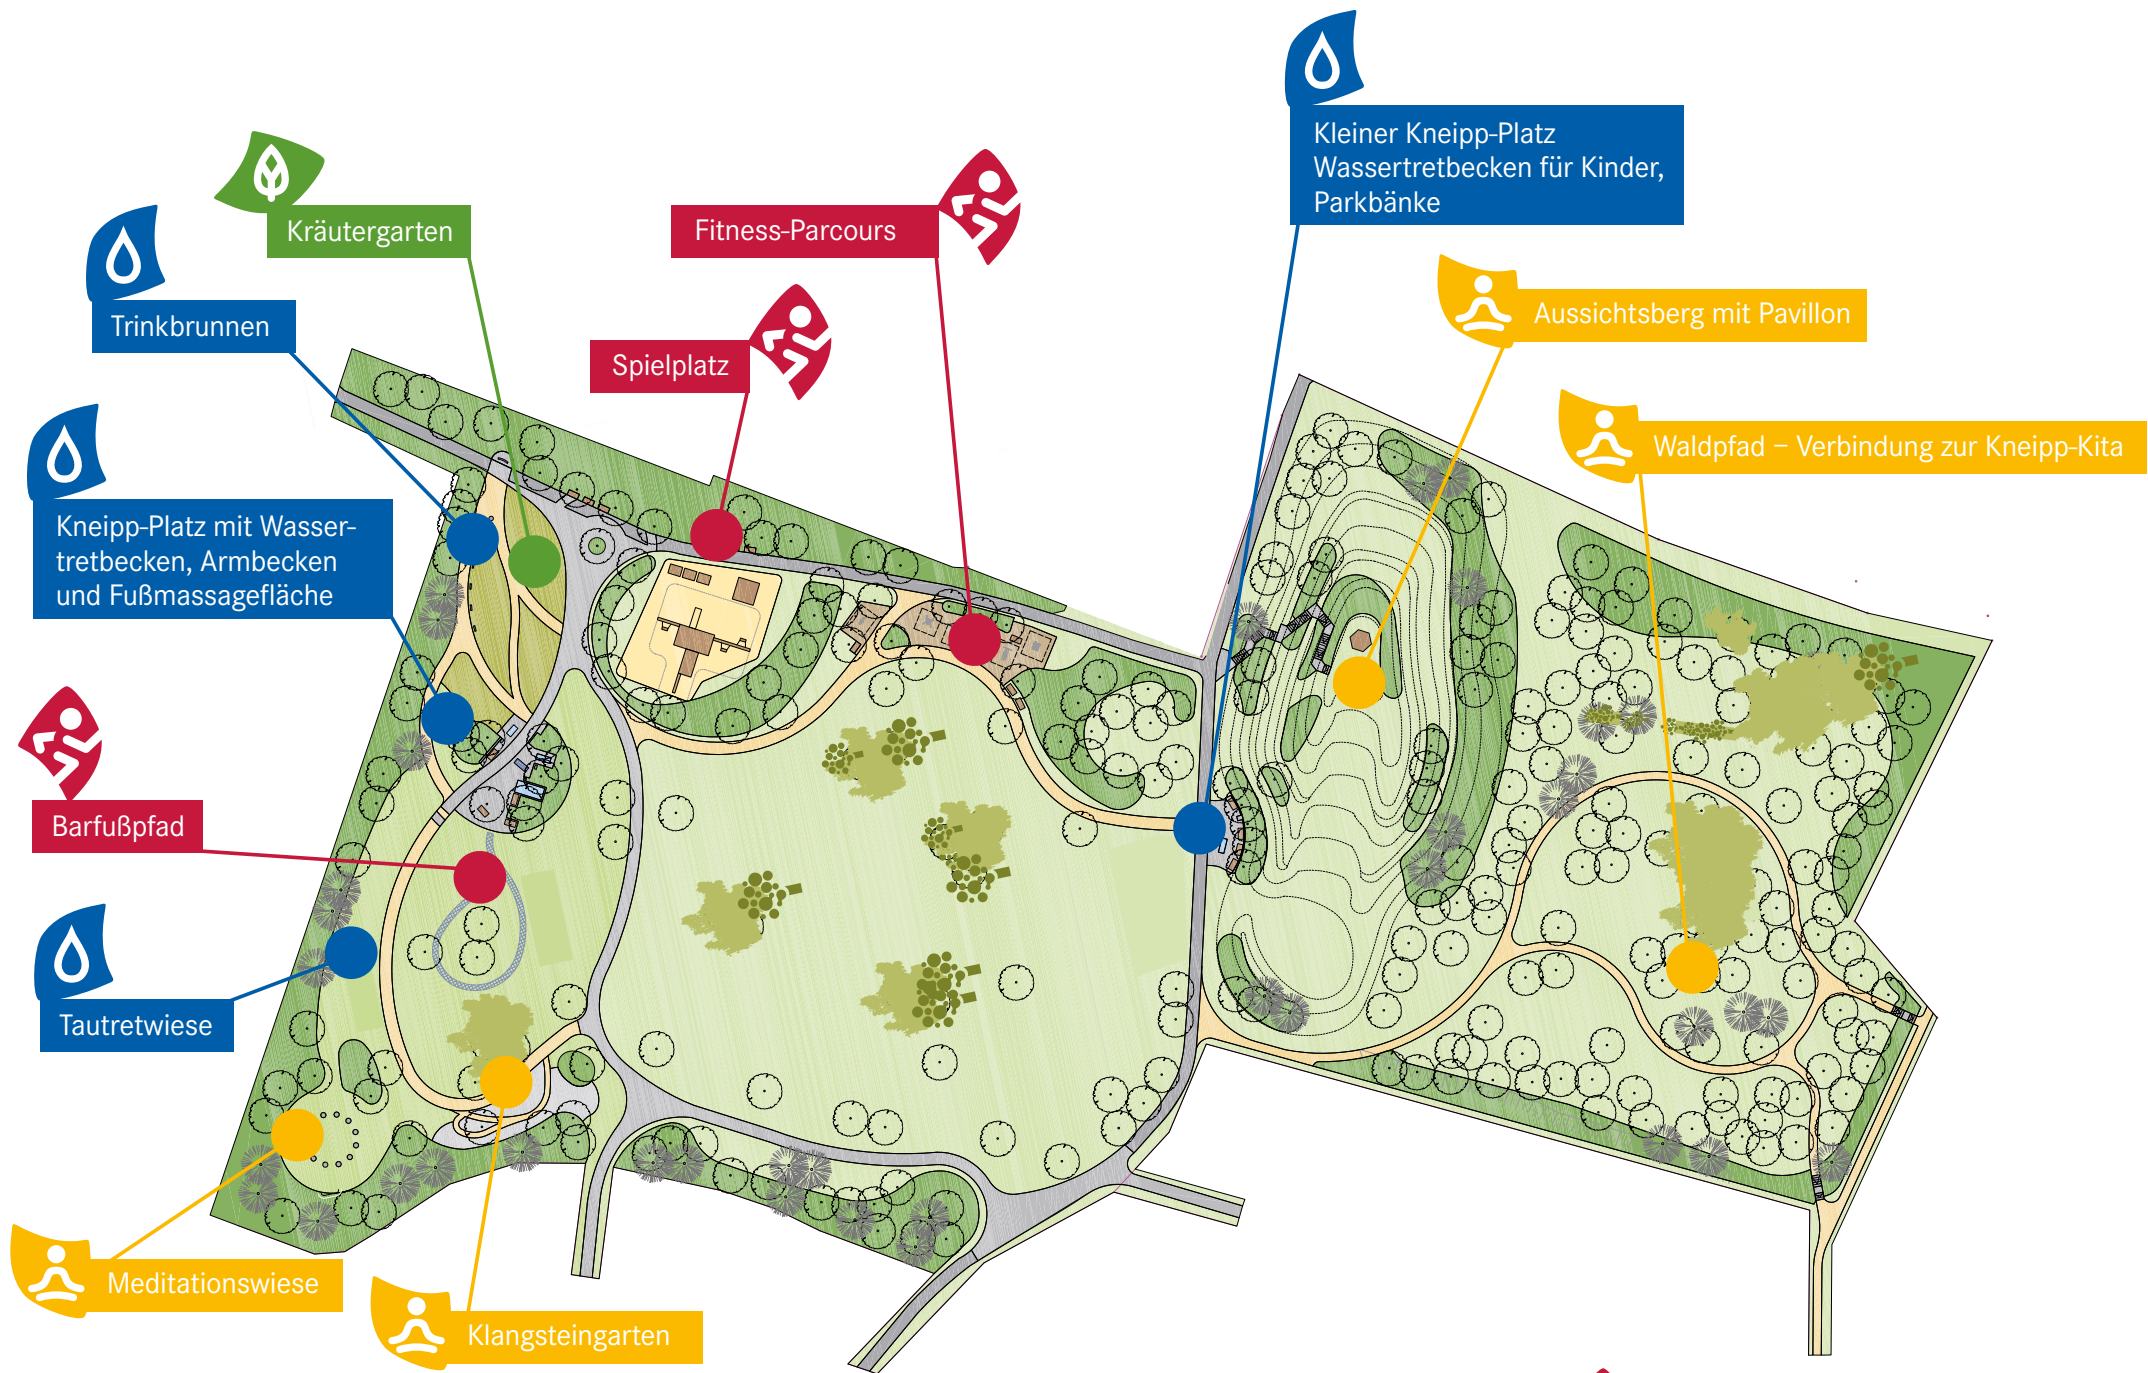 Kleiner Kneipp-Platz
Wassertretbecken für Kinder,
Parkbänke
Kräutergarten
Fitness-Parcours
Trinkbrunnen
Aussichtsberg mit Pavillon
Spielplatz
Waldpfad – Verbindung zur Kneipp-Kita
Kneipp-Platz mit Wasser-
tretbecken, Armbecken
und Fußmassagefläche
Barfußpfad
Tautretwiese
Meditationswiese
Klangsteingarten